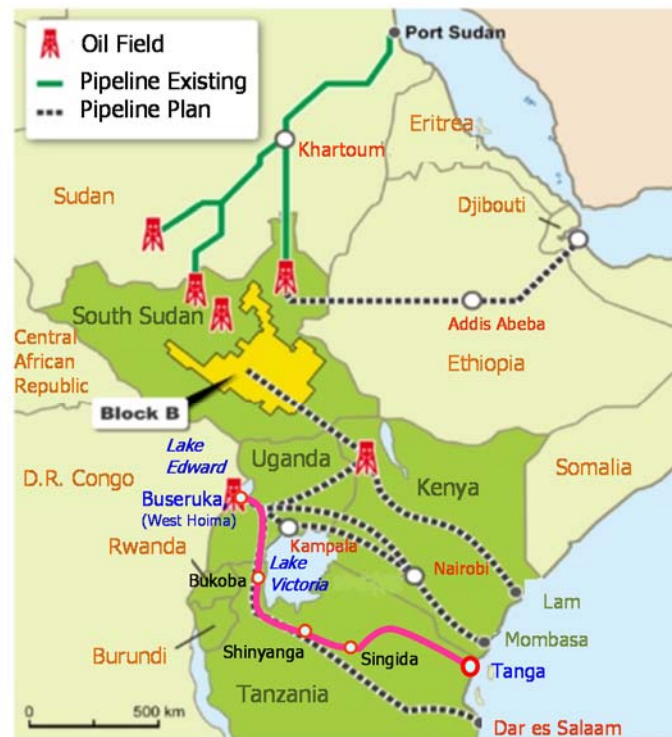 Oil Field
Pipeline Existing
Pipeline Plan
Port Sudan
Eritrea
Khartoum
Sudan
Djibouti
South Sudan
Addis Abeba
Central
African
Republic
Ethiopia
Block B
Lake
Edward
Uganda
Somalia
D.R. Congo
Kenya
Buseruka
(West Hoima)
Rwanda
Kampala
Nairobi
Lake
Victoria
Bukoba
Lam
Mombasa
Burundi
Shinyanga
Singida
Tanga
Tanzania
0
500 km
Dar es Salaam